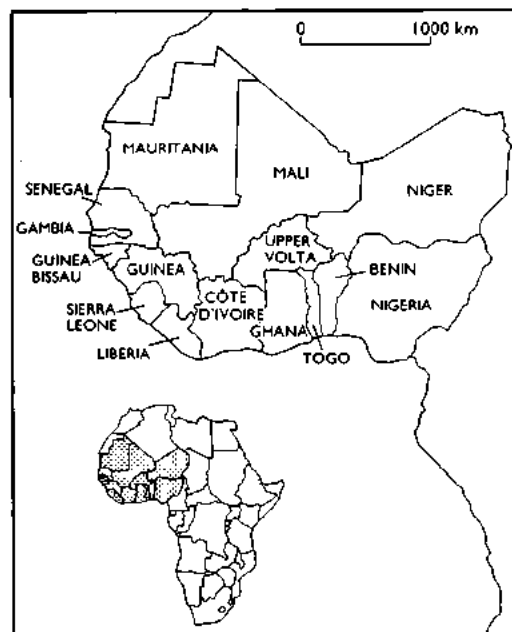 0 1000 km
MAURITANIA
MALI
NIGER
SENEGAL
GAMBIA
GUINEA
BISSAU
GUINEA
UPPER
VOLTA
BENIN
NIGERIA
SIERRA
LEONE
CÔTE
D'IVOIRE
GHANA
LIBERIA
TOGO